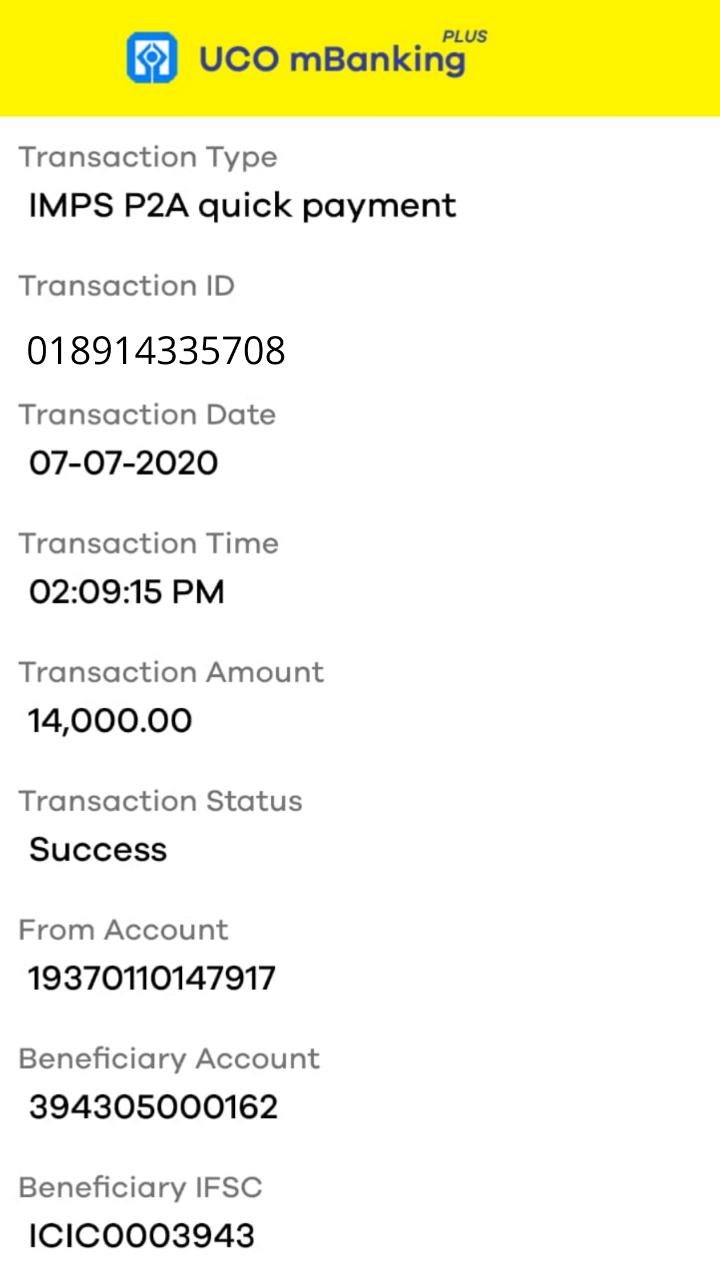 PLUS
UCO mBanking
Transaction Type
IMPS P2A quick payment
Transaction ID
018914335708
Transaction Date
07-07-2020
Transaction Time
02:09:15 PM
Transaction Amount
14,000.00
Transaction Status
Success
From Account
19370110147917
Beneficiary Account
394305000162
Beneficiary IFSC
ICIC0003943